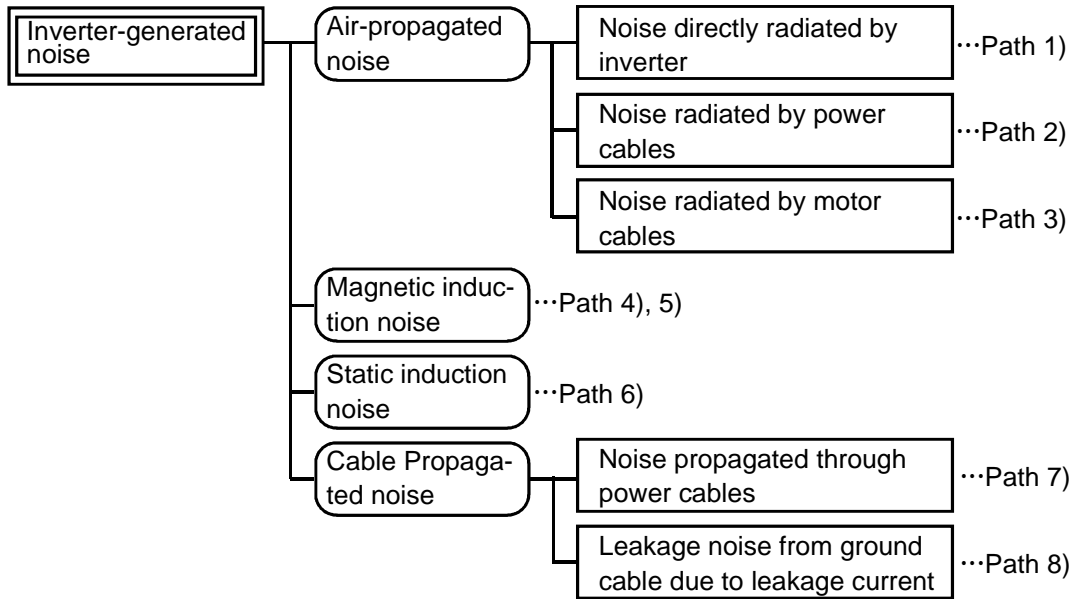 Inverter-generated
noise
Air-propagated
noise
Noise directly radiated by
inverter
···Path 1)
Noise radiated by power
cables
···Path 2)
Noise radiated by motor
cables
···Path 3)
Magnetic induc-
tion noise
···Path 4), 5)
Static induction
noise
···Path 6)
Cable Propaga-
ted noise
Noise propagated through
power cables
···Path 7)
Leakage noise from ground
cable due to leakage current
···Path 8)